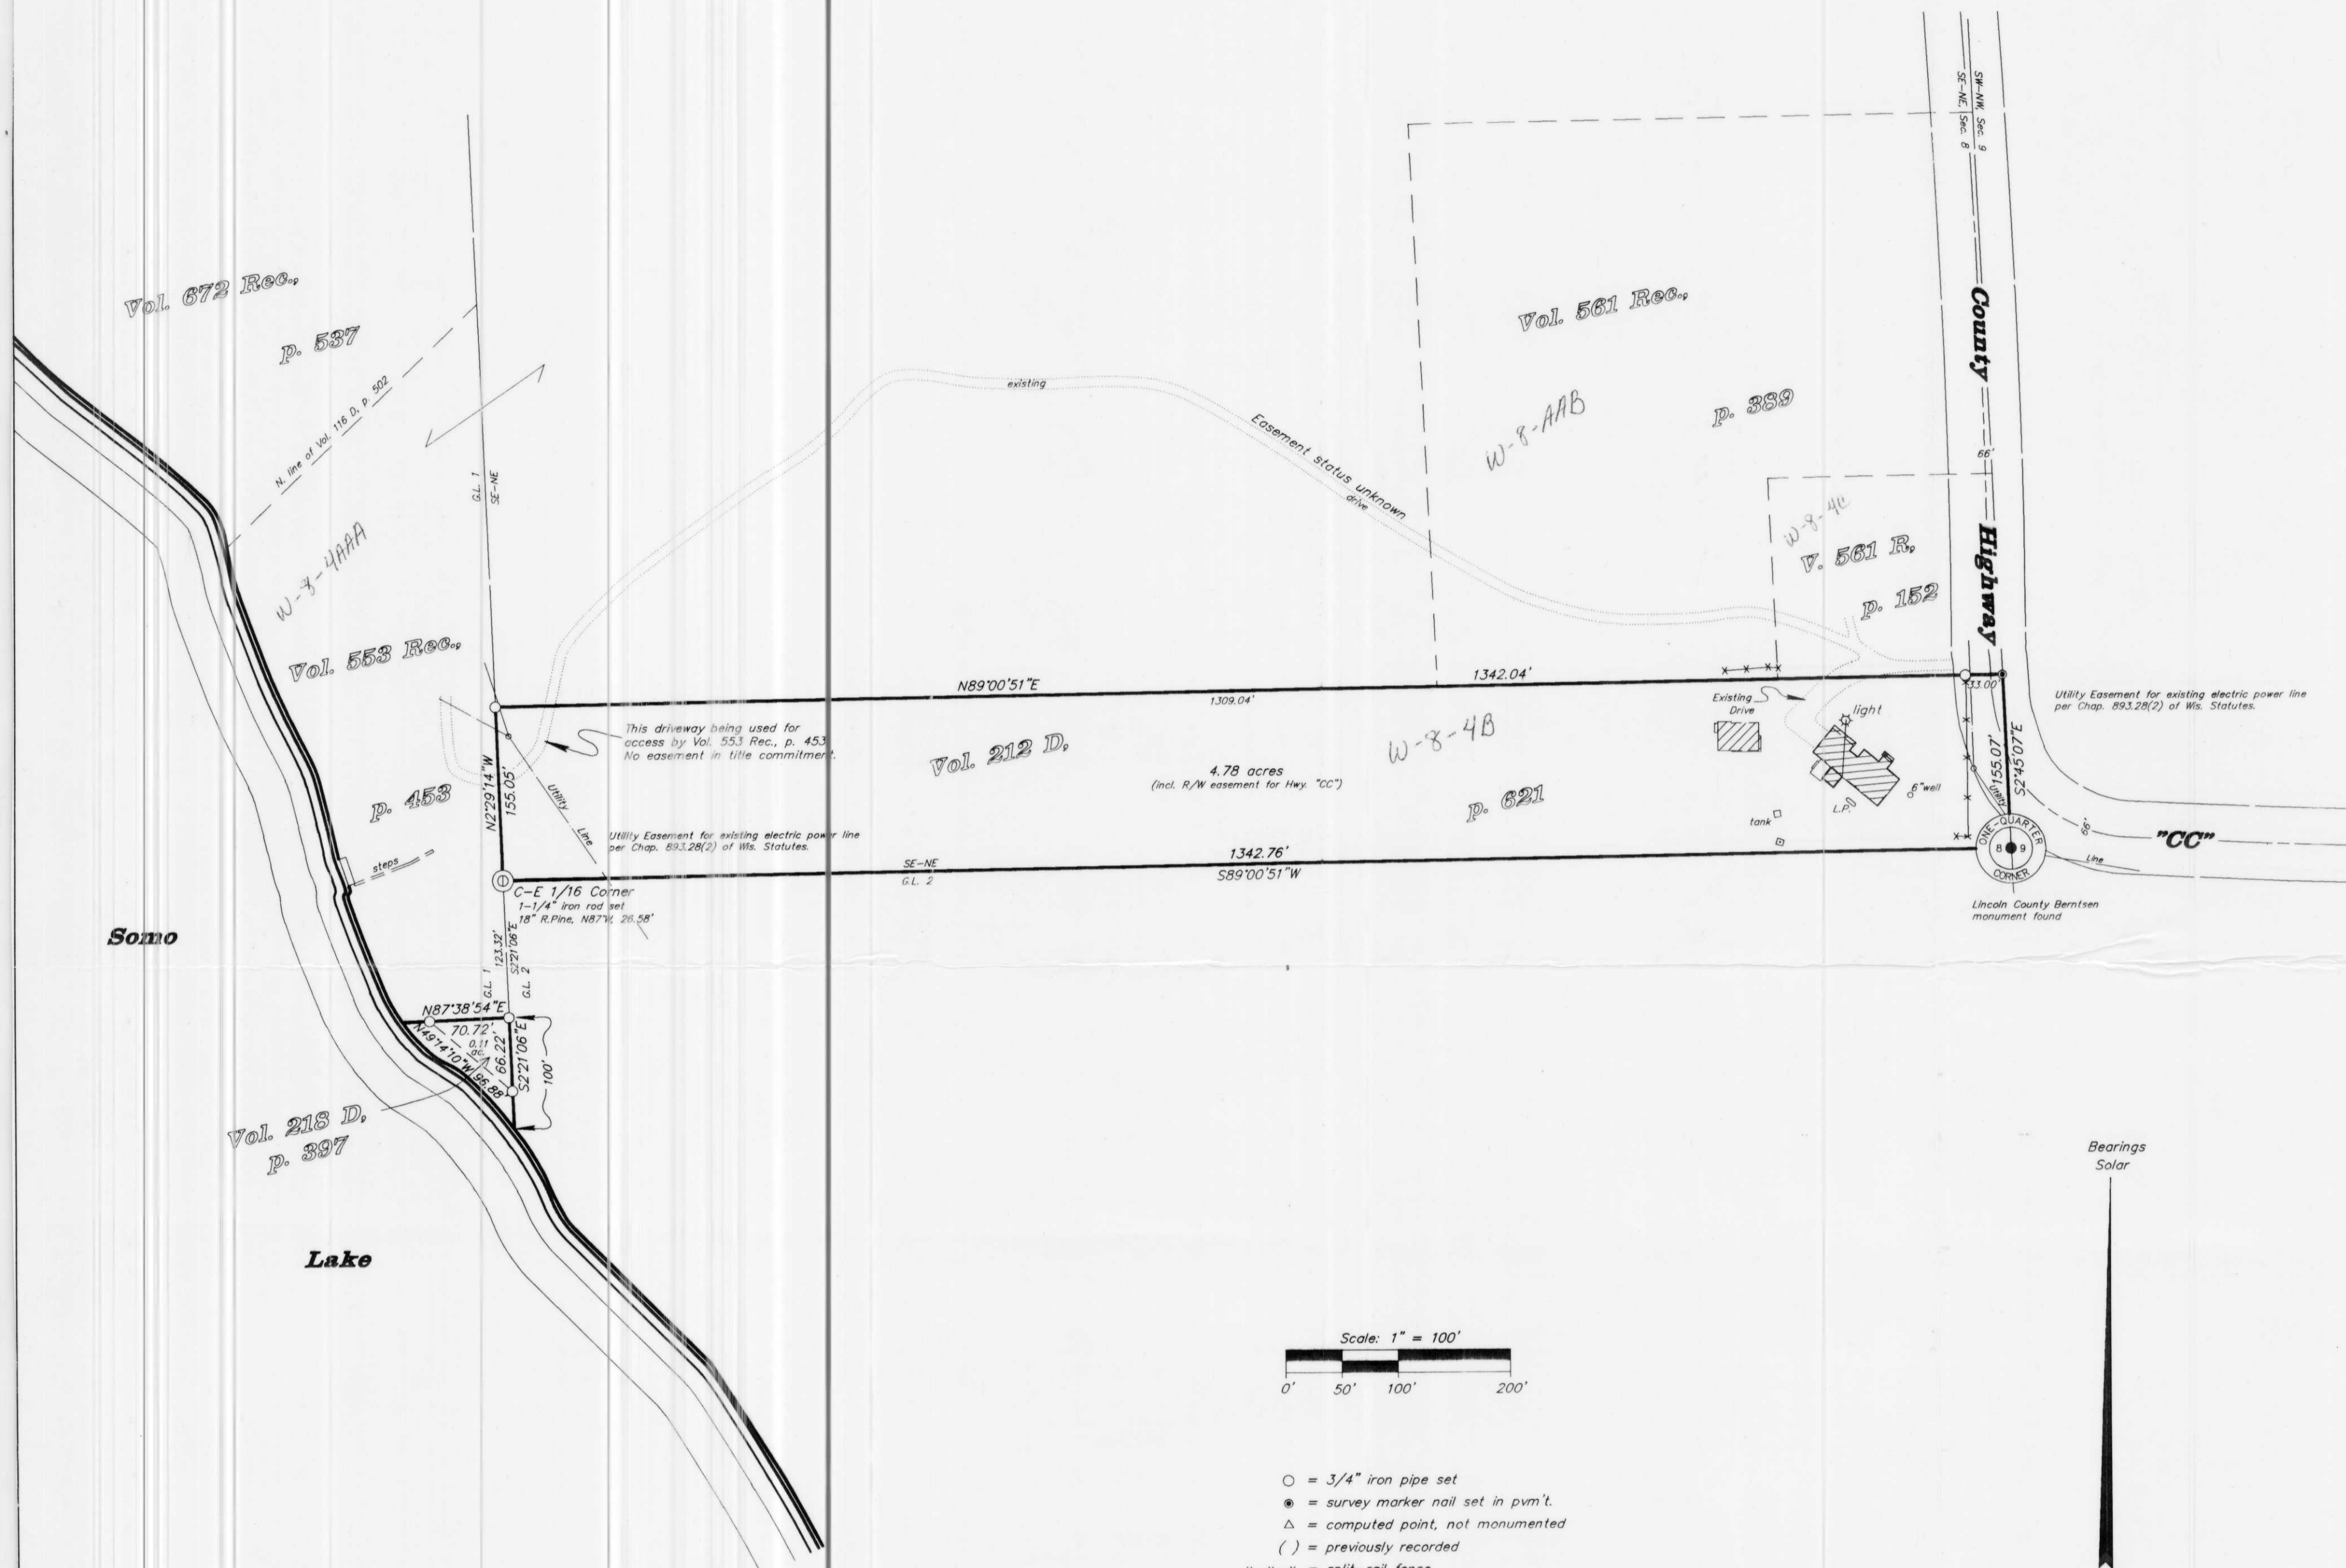 SW-NW, Sec. 9
SE-NE, Sec. 8
Vol. 672 Rec.,
p. 537
N. line of Vol. 116 D, p. 502
G.L. 1
SE-NE
W-8-4AAA
Vol. 553 Rec.,
p. 453
steps
existing
Easement status unknown
drive
Vol. 561 Rec.,
p. 389
W-8-AAB
66'
W-8-4C
V. 561 R,
p. 152
County
Highway
N89°00'51"E
1342.04'
1309.04'
33.00'
This driveway being used for
access by Vol. 553 Rec., p. 453
No easement in title commitment.
N2°29'14"W
155.05'
Utility
Line
Utility Easement for existing electric power line
per Chap. 893.28(2) of Wis. Statutes.
Vol. 212 D,
p. 621
W-8-4B
4.78 acres
(incl. R/W easement for Hwy. "CC")
Existing
Drive
light
L.P.
6"well
tank
Utility
155.07'
S2°45'07"E
Utility Easement for existing electric power line
per Chap. 893.28(2) of Wis. Statutes.
ONE-QUARTER
8 9
CORNER
66'
"CC"
Line
Lincoln County Berntsen
monument found
SE-NE
G.L. 2
1342.76'
S89°00'51"W
C-E 1/16 Corner
1-1/4" iron rod set
18" R.Pine, N87°W, 26.58'
G.L. 1
123.32'
S2°21'06"E
G.L. 2
N87°38'54"E
70.72'
0.11
ac.
N49°14'10"W
96.88'
66.22'
S2°21'06"E
100'
Vol. 218 D,
p. 397
Somo
Lake
Bearings
Solar
Scale: 1" = 100'
0' 50' 100' 200'
○ = 3/4" iron pipe set
= survey marker nail set in pvm't.
△ = computed point, not monumented
( ) = previously recorded
= split rail fence